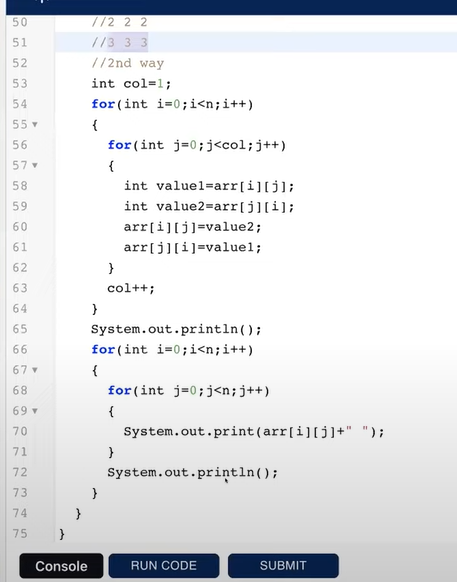 50 //2 2 2
51 //3 3 3
52 //2nd way
53 int col=1;
54 for(int i=0;i<n;i++)
55 {
56 for(int j=0;j<col;j++)
57 {
58 int value1=arr[i][j];
59 int value2=arr[j][i];
60 arr[i][j]=value2;
61 arr[j][i]=value1;
62 }
63 col++;
64 }
65 System.out.println();
66 for(int i=0;i<n;i++)
67 {
68 for(int j=0;j<n;j++)
69 {
70 System.out.print(arr[i][j]+" ");
71 }
72 System.out.println();
73 }
74 }
75 }
Console RUN CODE SUBMIT